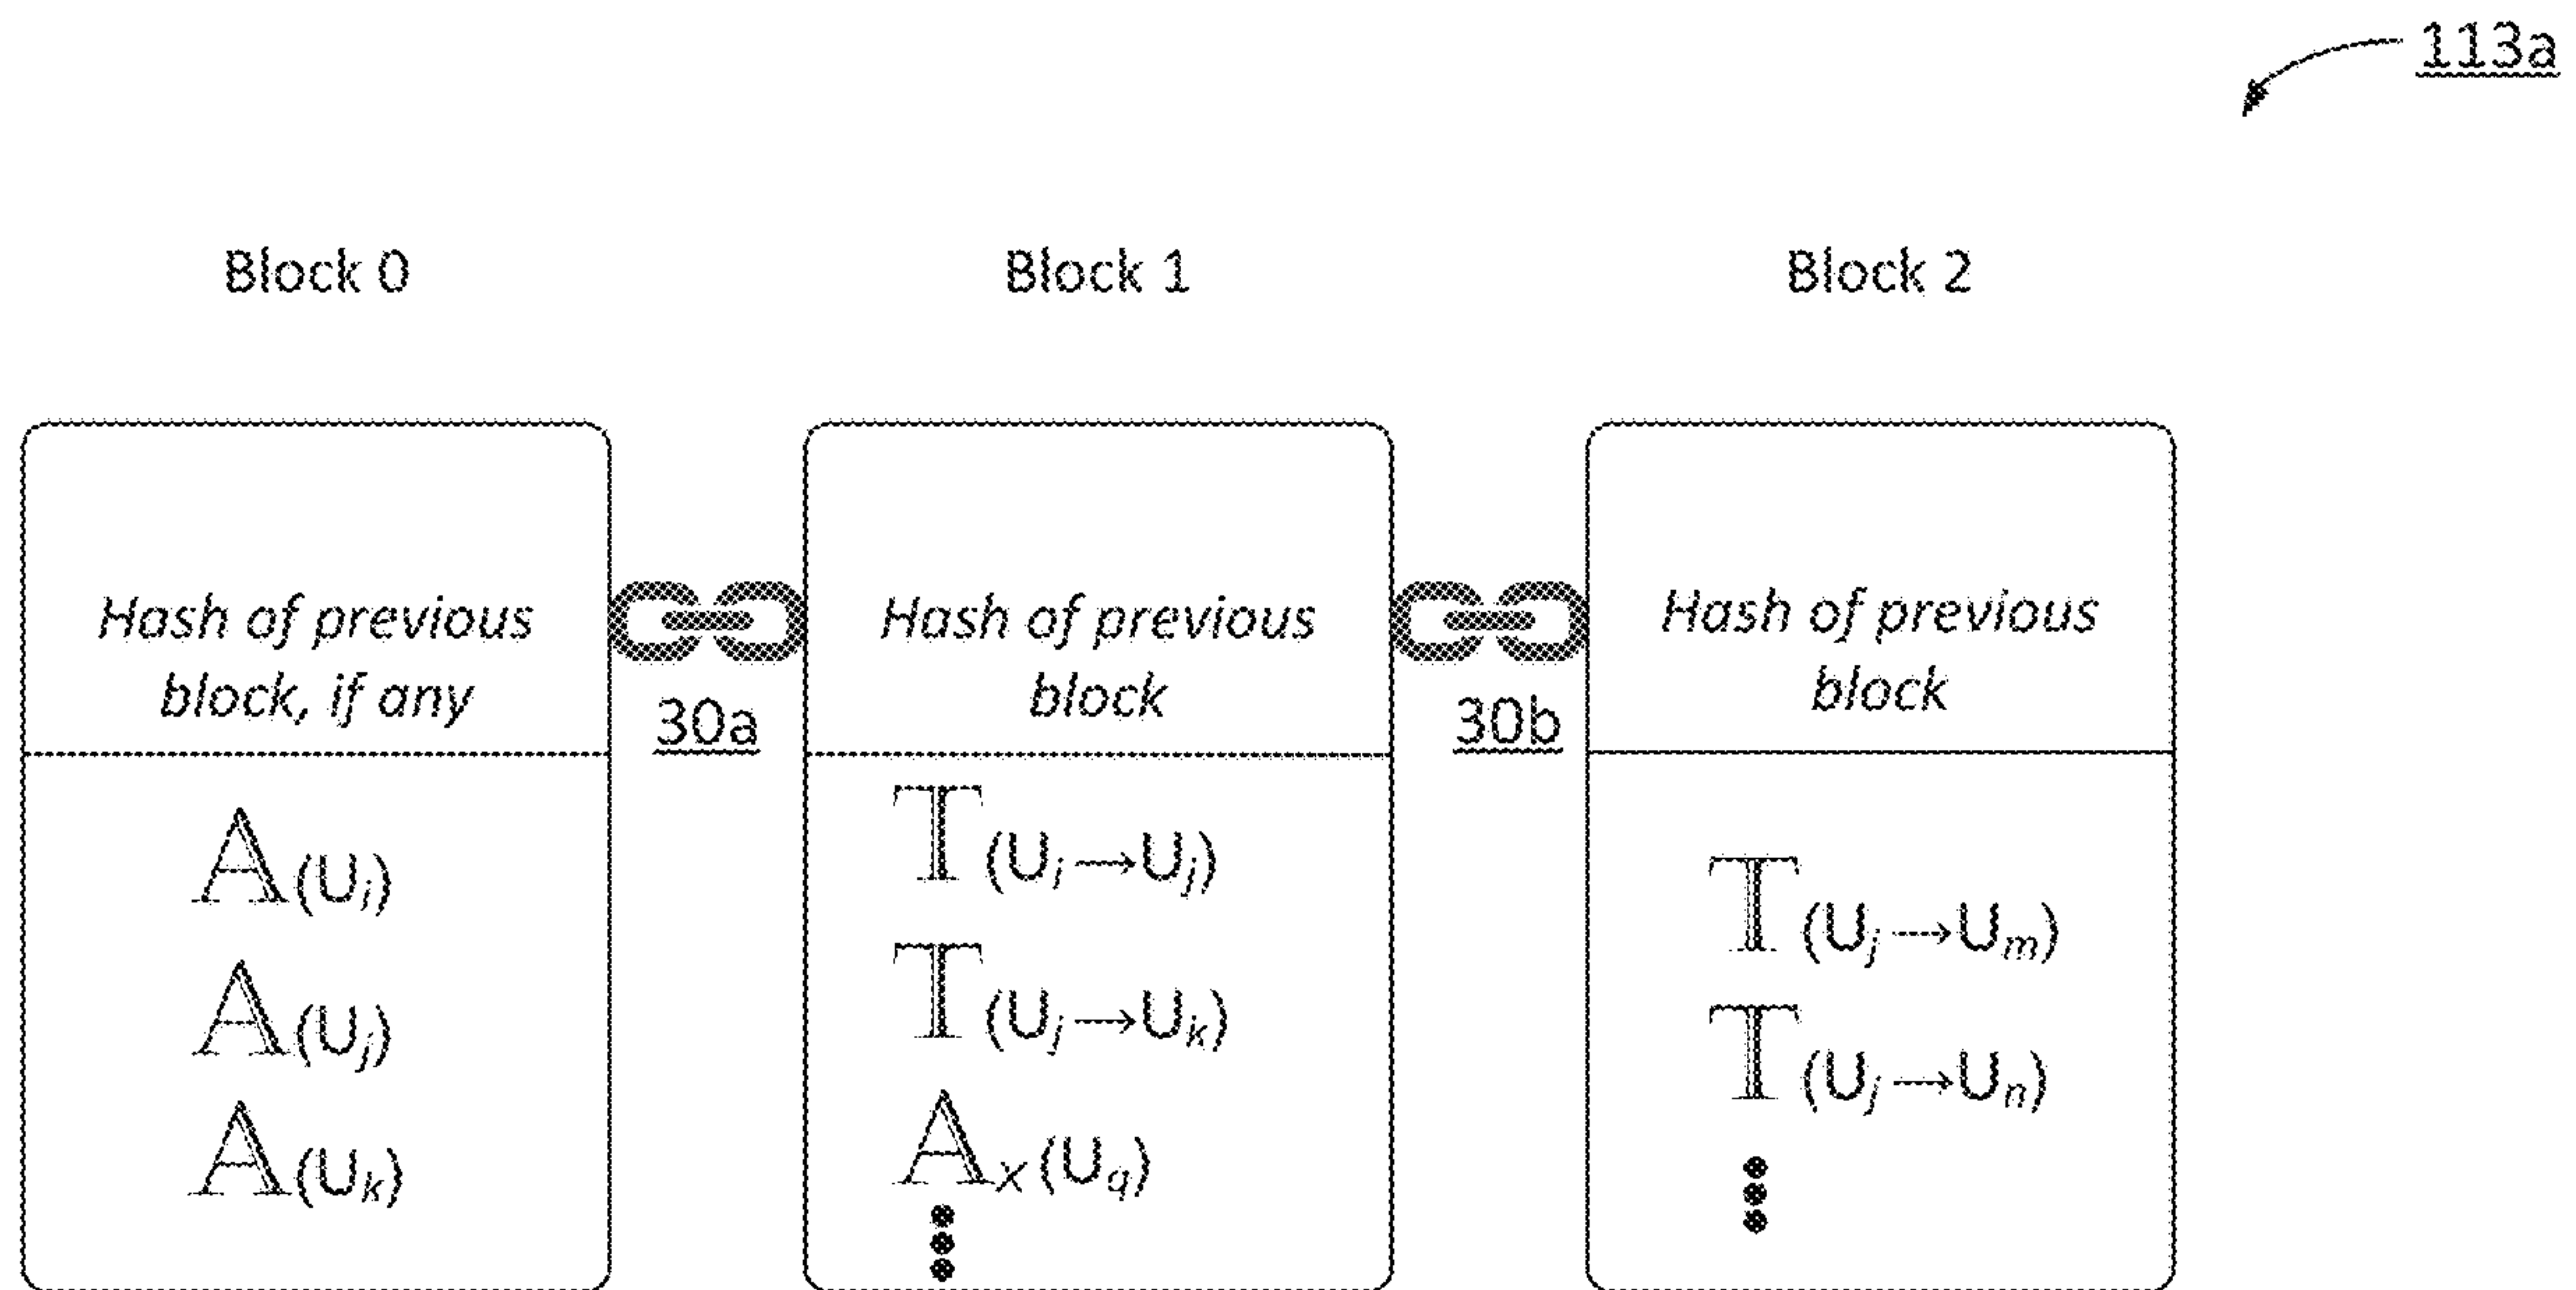 113a
Block 0
Block 1
Block 2
Hash of previous
block, if any
30a
Hash of previous
block
30b
Hash of previous
block
𝔸(Uᵢ)
𝔸(Uⱼ)
𝔸(Uₖ)
𝕋(Uᵢ→Uⱼ)
𝕋(Uⱼ→Uₖ)
𝔸ₓ(U_q)
𝕋(Uⱼ→Uₘ)
𝕋(Uⱼ→Uₙ)